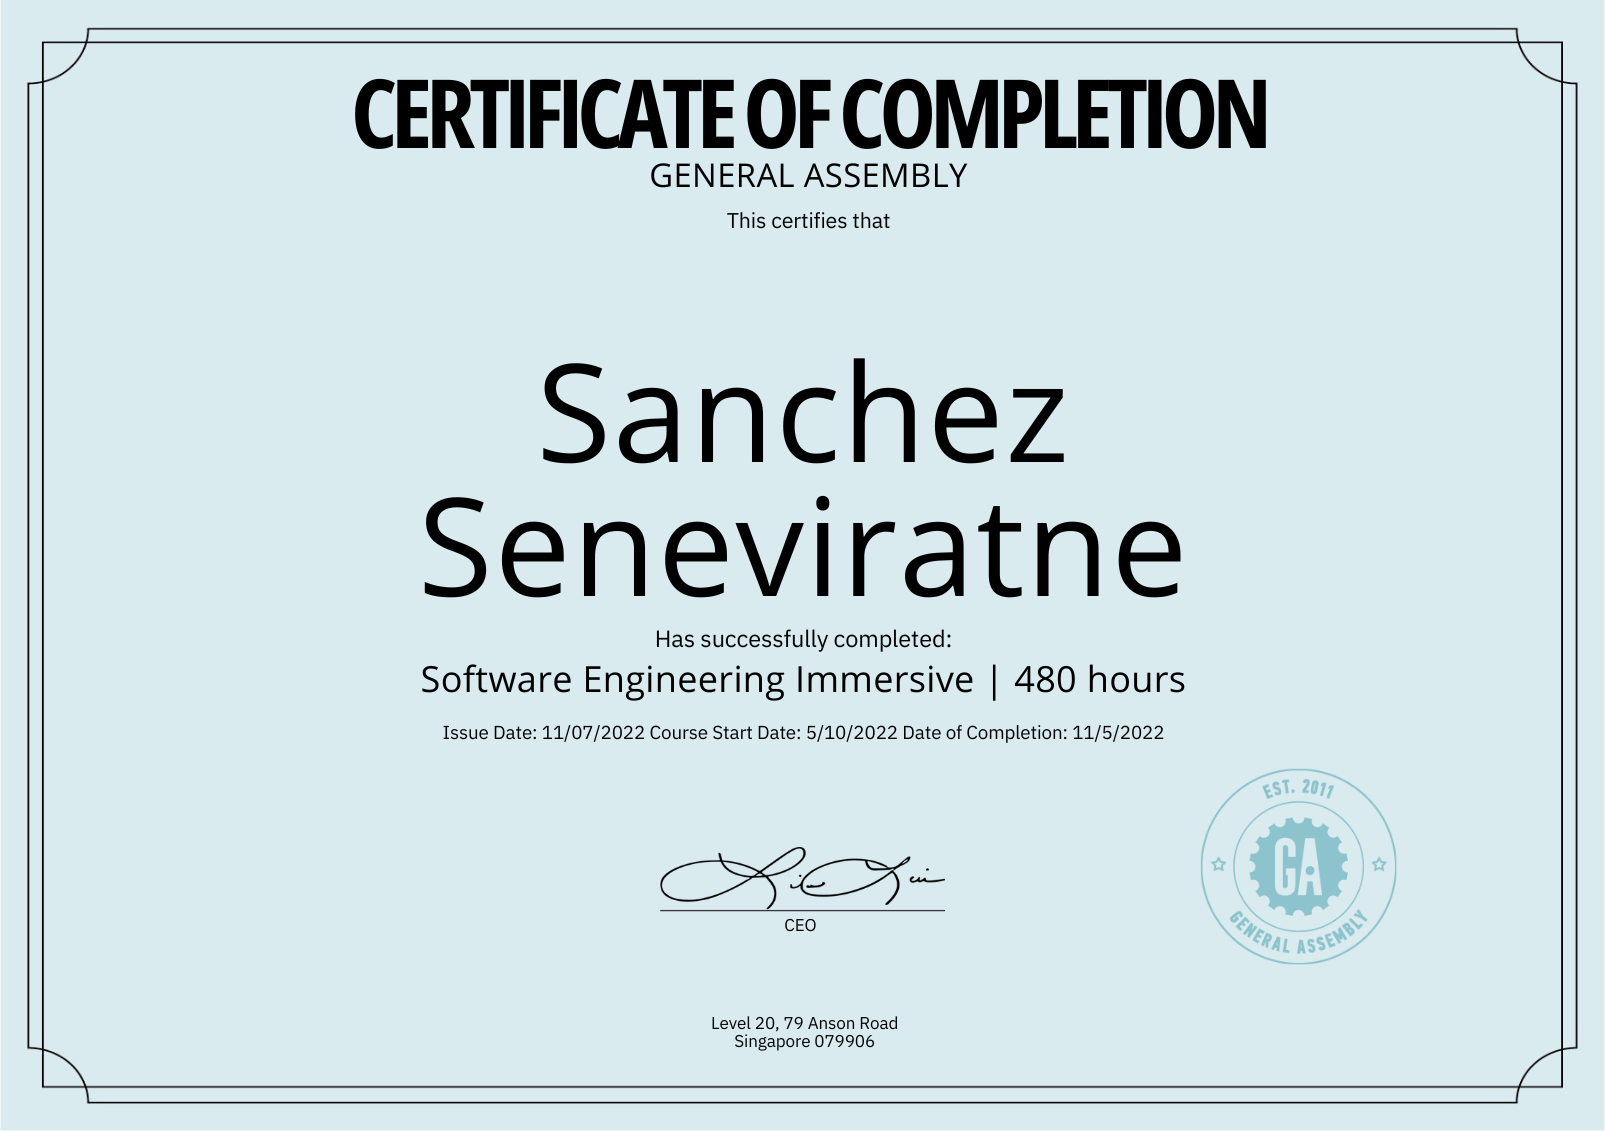 CERTIFICATE OF COMPLETION
GENERAL ASSEMBLY
This certifies that
Sanchez
Seneviratne
Has successfully completed:
Software Engineering Immersive | 480 hours
Issue Date: 11/07/2022 Course Start Date: 5/10/2022 Date of Completion: 11/5/2022
EST. 2011
GA
GENERAL ASSEMBLY
CEO
Level 20, 79 Anson Road
Singapore 079906